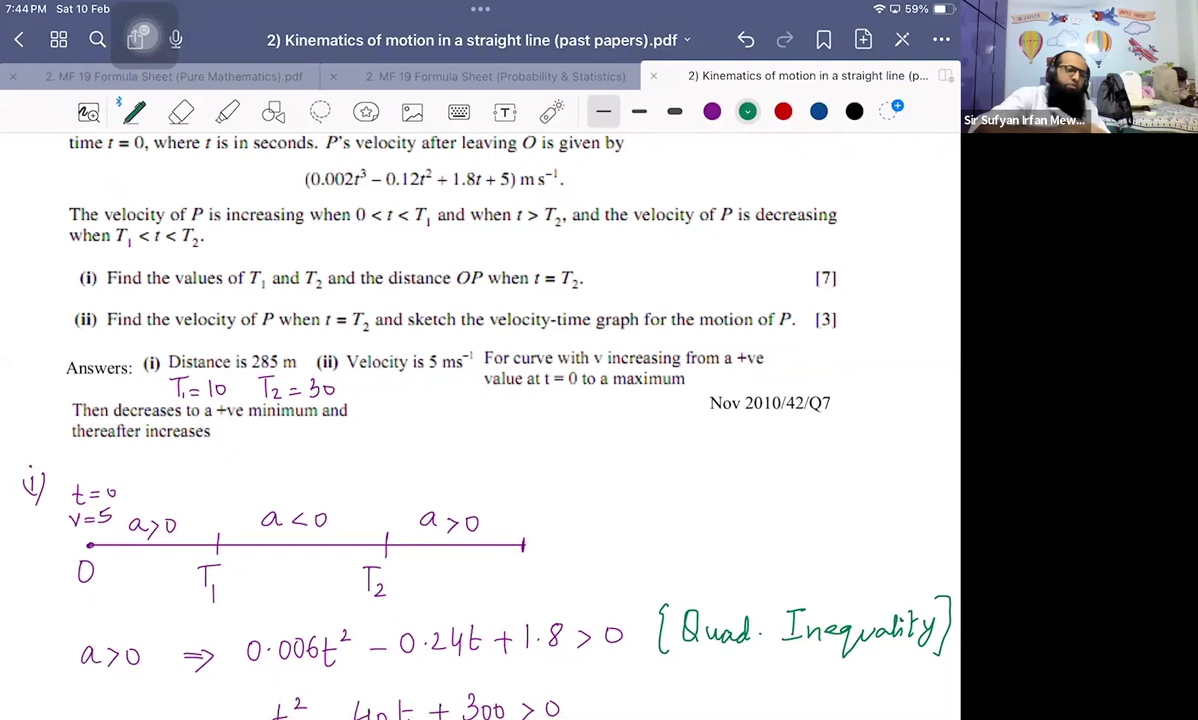 7:44 PM Sat 10 Feb
59%
2) Kinematics of motion in a straight line (past papers).pdf
2. MF 19 Formula Sheet (Pure Mathematics).pdf
2. MF 19 Formula Sheet (Probability & Statistics)
2) Kinematics of motion in a straight line (p...
Sir Sufyan Irfan Mew...
time t = 0, where t is in seconds. P's velocity after leaving O is given by
(0.002t³ – 0.12t² + 1.8t + 5) m s⁻¹.
The velocity of P is increasing when 0 < t < T₁ and when t > T₂, and the velocity of P is decreasing
when T₁ < t < T₂.
(i) Find the values of T₁ and T₂ and the distance OP when t = T₂. [7]
(ii) Find the velocity of P when t = T₂ and sketch the velocity-time graph for the motion of P. [3]
Answers: (i) Distance is 285 m (ii) Velocity is 5 ms⁻¹ For curve with v increasing from a +ve
value at t = 0 to a maximum
T₁ = 10 T₂ = 30
Then decreases to a +ve minimum and
thereafter increases
Nov 2010/42/Q7
i)
t = 0
v = 5 a > 0 a < 0 a > 0
O T₁ T₂
a > 0 ⇒ 0.006t² – 0.24t + 1.8 > 0 [Quad. Inequality]
t² 40t + 300 > 0